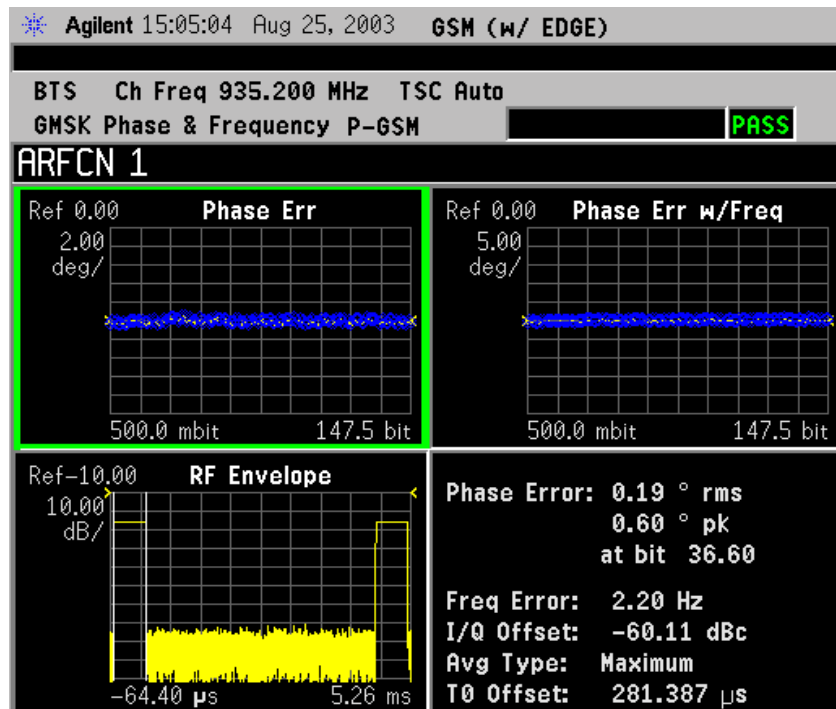 Agilent 15:05:04 Aug 25, 2003 GSM (w/ EDGE)
BTS Ch Freq 935.200 MHz TSC Auto
GMSK Phase & Frequency P-GSM PASS
ARFCN 1
Ref 0.00 Phase Err
2.00
deg/
500.0 mbit 147.5 bit
Ref 0.00 Phase Err w/Freq
5.00
deg/
500.0 mbit 147.5 bit
Ref-10.00 RF Envelope
10.00
dB/
-64.40 µs 5.26 ms
Phase Error: 0.19 ° rms
0.60 ° pk
at bit 36.60
Freq Error: 2.20 Hz
I/Q Offset: -60.11 dBc
Avg Type: Maximum
T0 Offset: 281.387 µs